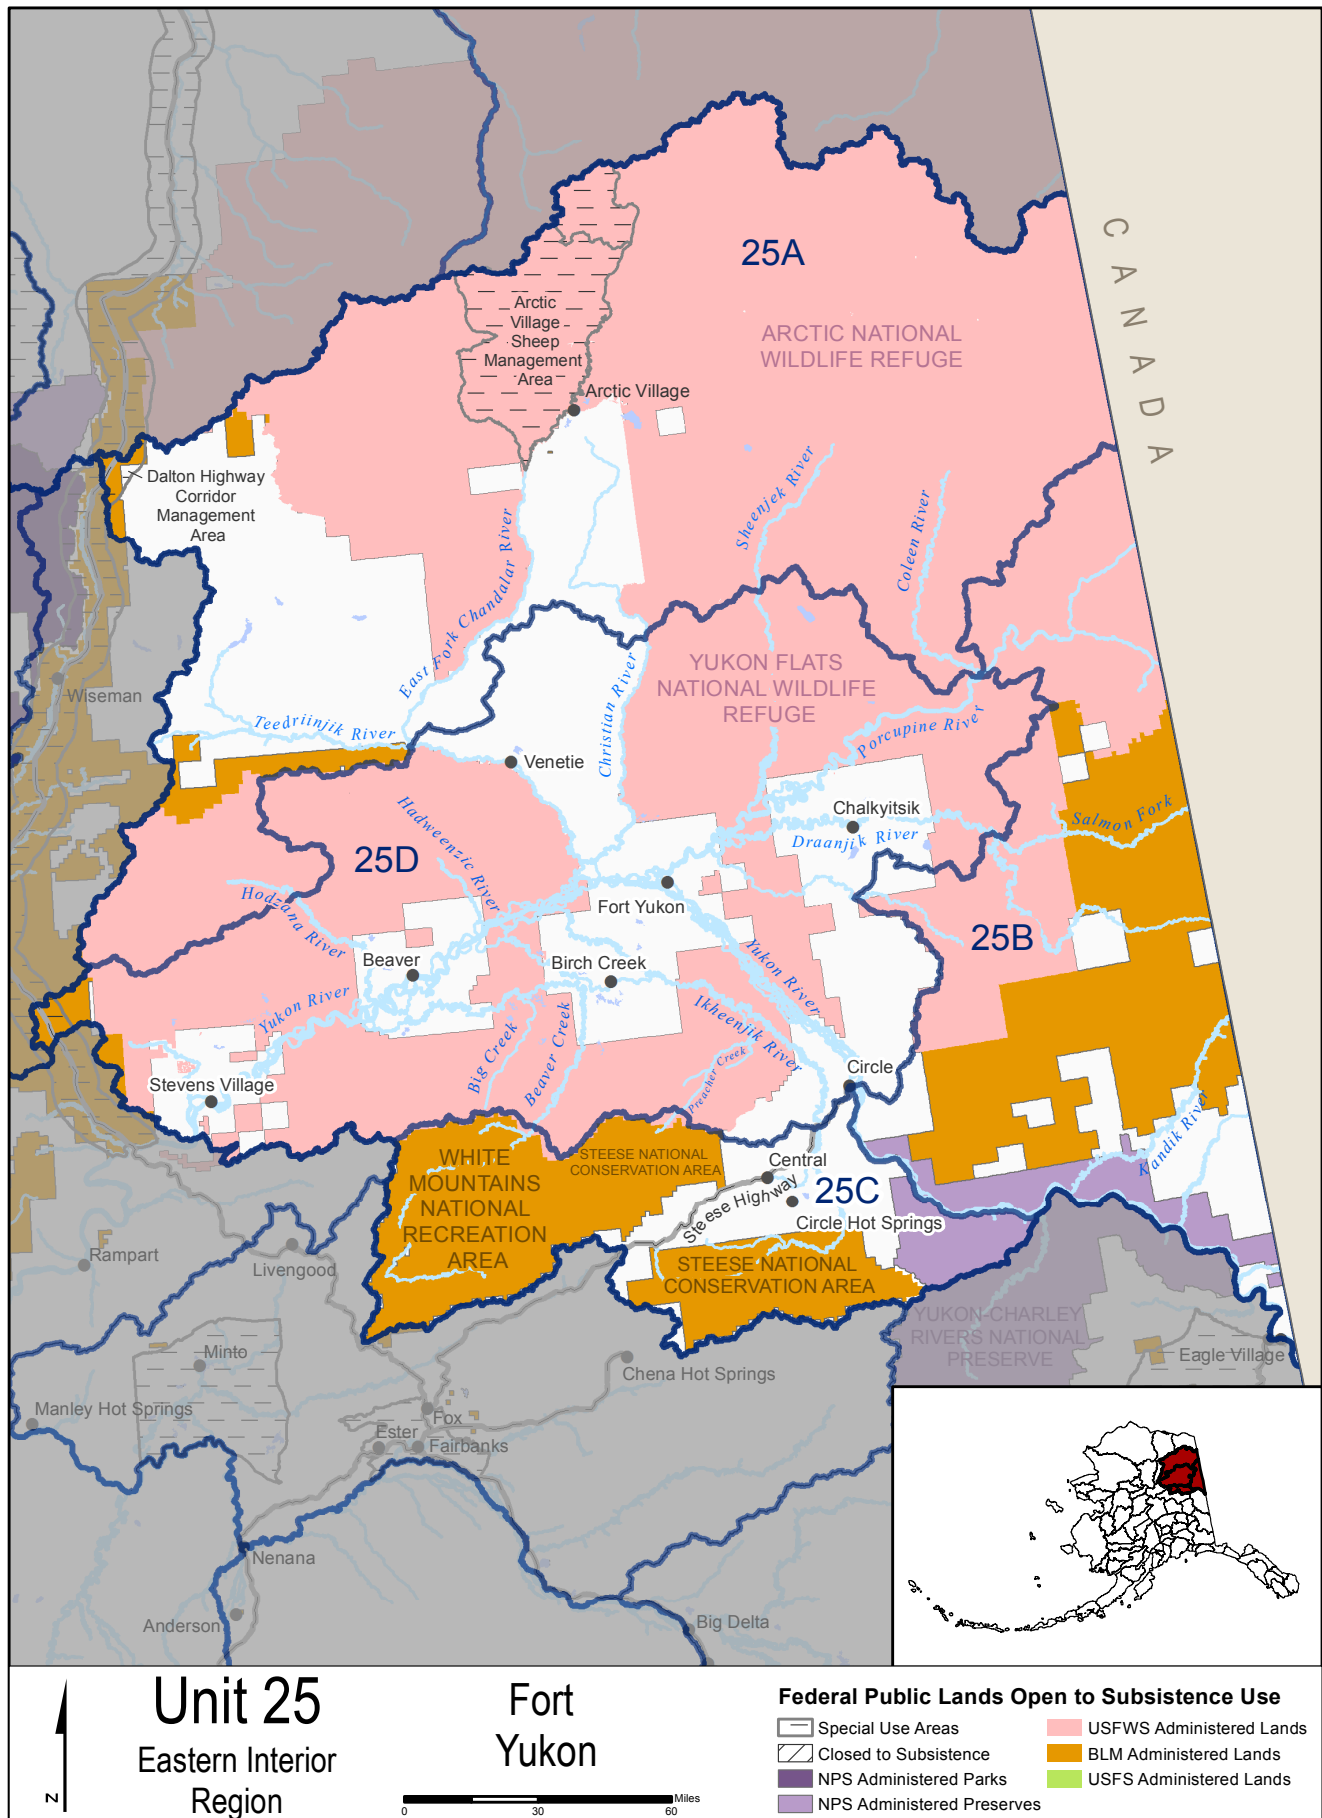 25A
CANADA
ARCTIC NATIONAL
WILDLIFE REFUGE
Arctic
Village
Sheep
Management
Area
Arctic Village
Dalton Highway
Corridor
Management
Area
Sheenjek River
Coleen River
East Fork Chandalar River
YUKON FLATS
NATIONAL WILDLIFE
REFUGE
Wiseman
Teedriinjik River
Christian River
Porcupine River
Venetie
Chalkyitsik
Salmon Fork
Hadweenzic River
25D
Draanjik River
Hodzana River
Fort Yukon
25B
Beaver
Birch Creek
Yukon River
Yukon River
Ikheenjik River
Big Creek
Beaver Creek
Preacher Creek
Stevens Village
Circle
Kandik River
WHITE
MOUNTAINS
NATIONAL
RECREATION
AREA
STEESE NATIONAL
CONSERVATION AREA
Central
25C
Steese Highway
Circle Hot Springs
STEESE NATIONAL
CONSERVATION AREA
Rampart
Livengood
YUKON-CHARLEY
RIVERS NATIONAL
PRESERVE
Eagle Village
Minto
Chena Hot Springs
Manley Hot Springs
Fox
Ester
Fairbanks
Nenana
Anderson
Big Delta
N
Unit 25
Eastern Interior
Region
Fort
Yukon
Miles
0 30 60
Federal Public Lands Open to Subsistence Use
Special Use Areas
Closed to Subsistence
NPS Administered Parks
NPS Administered Preserves
USFWS Administered Lands
BLM Administered Lands
USFS Administered Lands